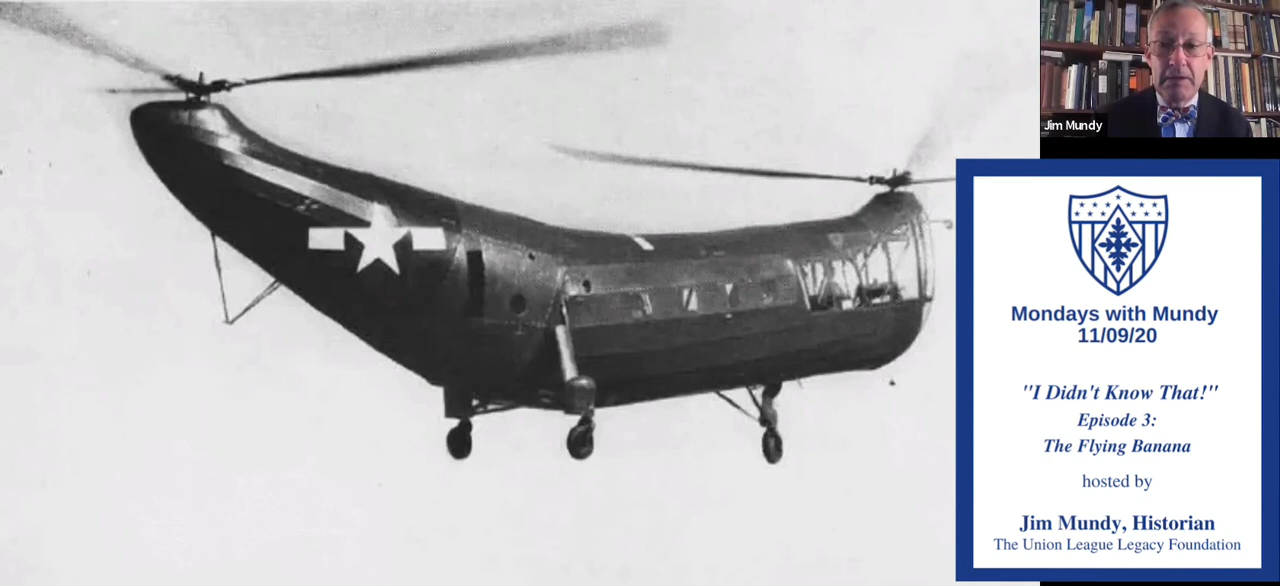 Jim Mundy
Mondays with Mundy
11/09/20
"I Didn't Know That!"
Episode 3:
The Flying Banana
hosted by
Jim Mundy, Historian
The Union League Legacy Foundation